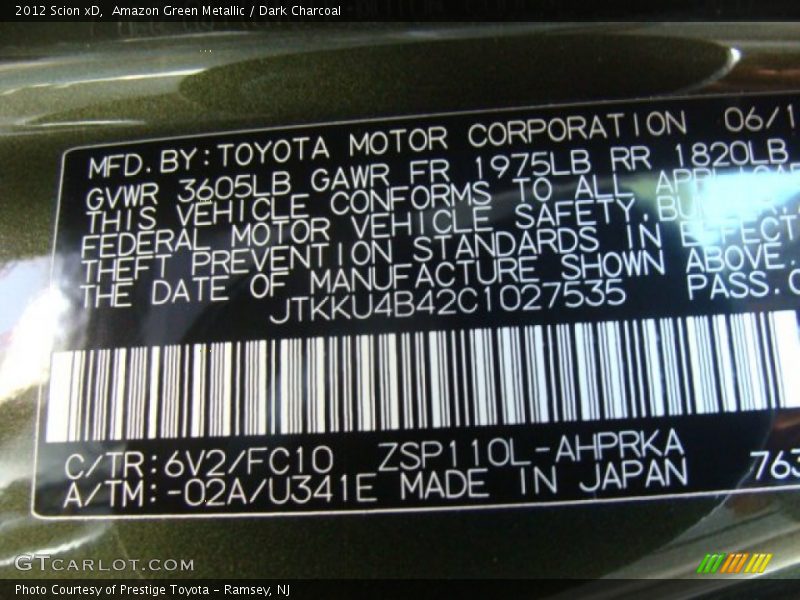 2012 Scion xD, Amazon Green Metallic / Dark Charcoal
MFD.BY:TOYOTA MOTOR CORPORATION 06/1
GVWR 3605LB GAWR FR 1975LB RR 1820LB
THIS VEHICLE CONFORMS TO ALL
FEDERAL MOTOR VEHICLE SAFETY,
THEFT PREVENTION STANDARDS IN EFFECT
THE DATE OF MANUFACTURE SHOWN ABOVE.
JTKKU4B42C1027535 PASS.C
C/TR:6V2/FC10 ZSP110L-AHPRKA
A/TM:-02A/U341E MADE IN JAPAN 763
GTCARLOT.COM
Photo Courtesy of Prestige Toyota - Ramsey, NJ